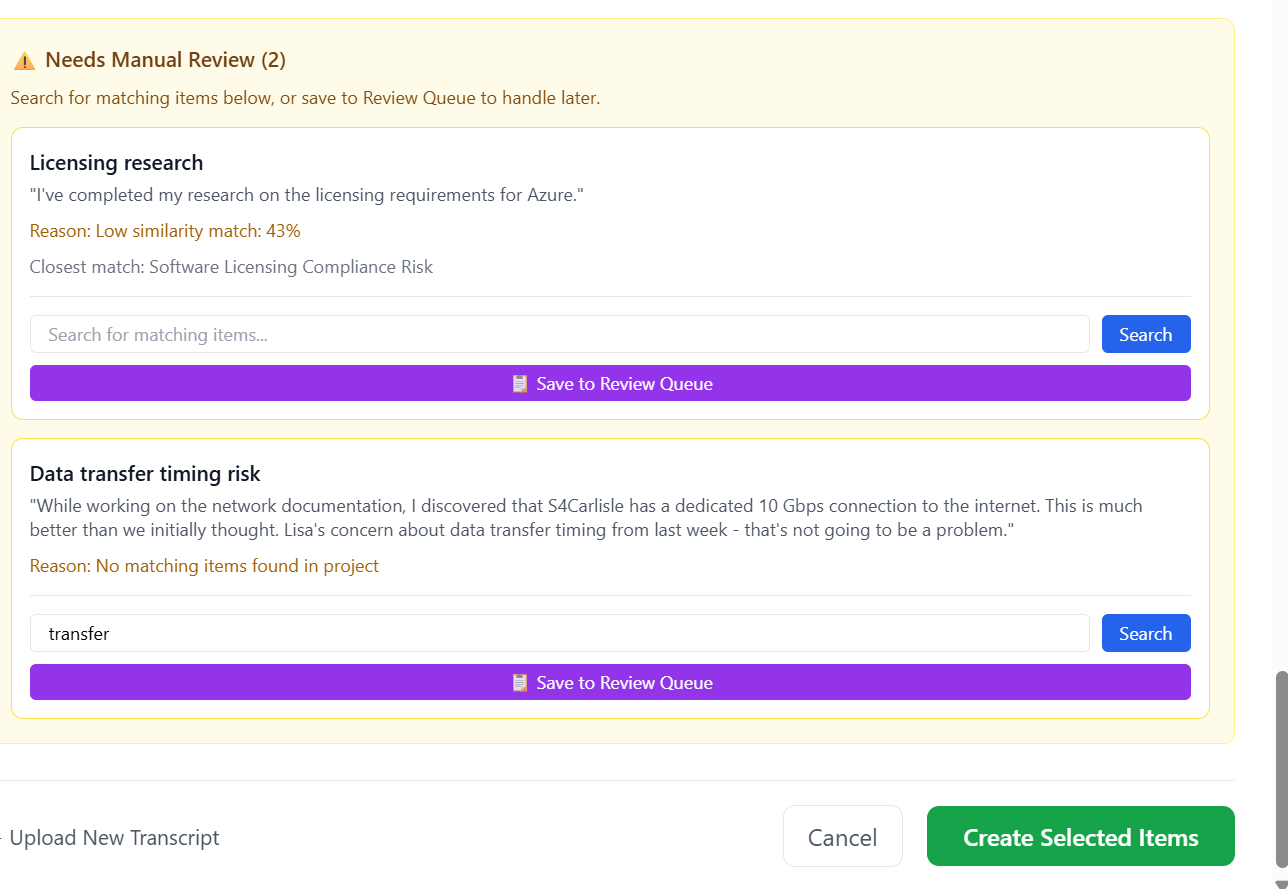 Needs Manual Review (2)
Search for matching items below, or save to Review Queue to handle later.
Licensing research
"I've completed my research on the licensing requirements for Azure."
Reason: Low similarity match: 43%
Closest match: Software Licensing Compliance Risk
Search for matching items...
Search
Save to Review Queue
Data transfer timing risk
"While working on the network documentation, I discovered that S4Carlisle has a dedicated 10 Gbps connection to the internet. This is much
better than we initially thought. Lisa's concern about data transfer timing from last week - that's not going to be a problem."
Reason: No matching items found in project
transfer
Search
Save to Review Queue
Upload New Transcript
Cancel
Create Selected Items